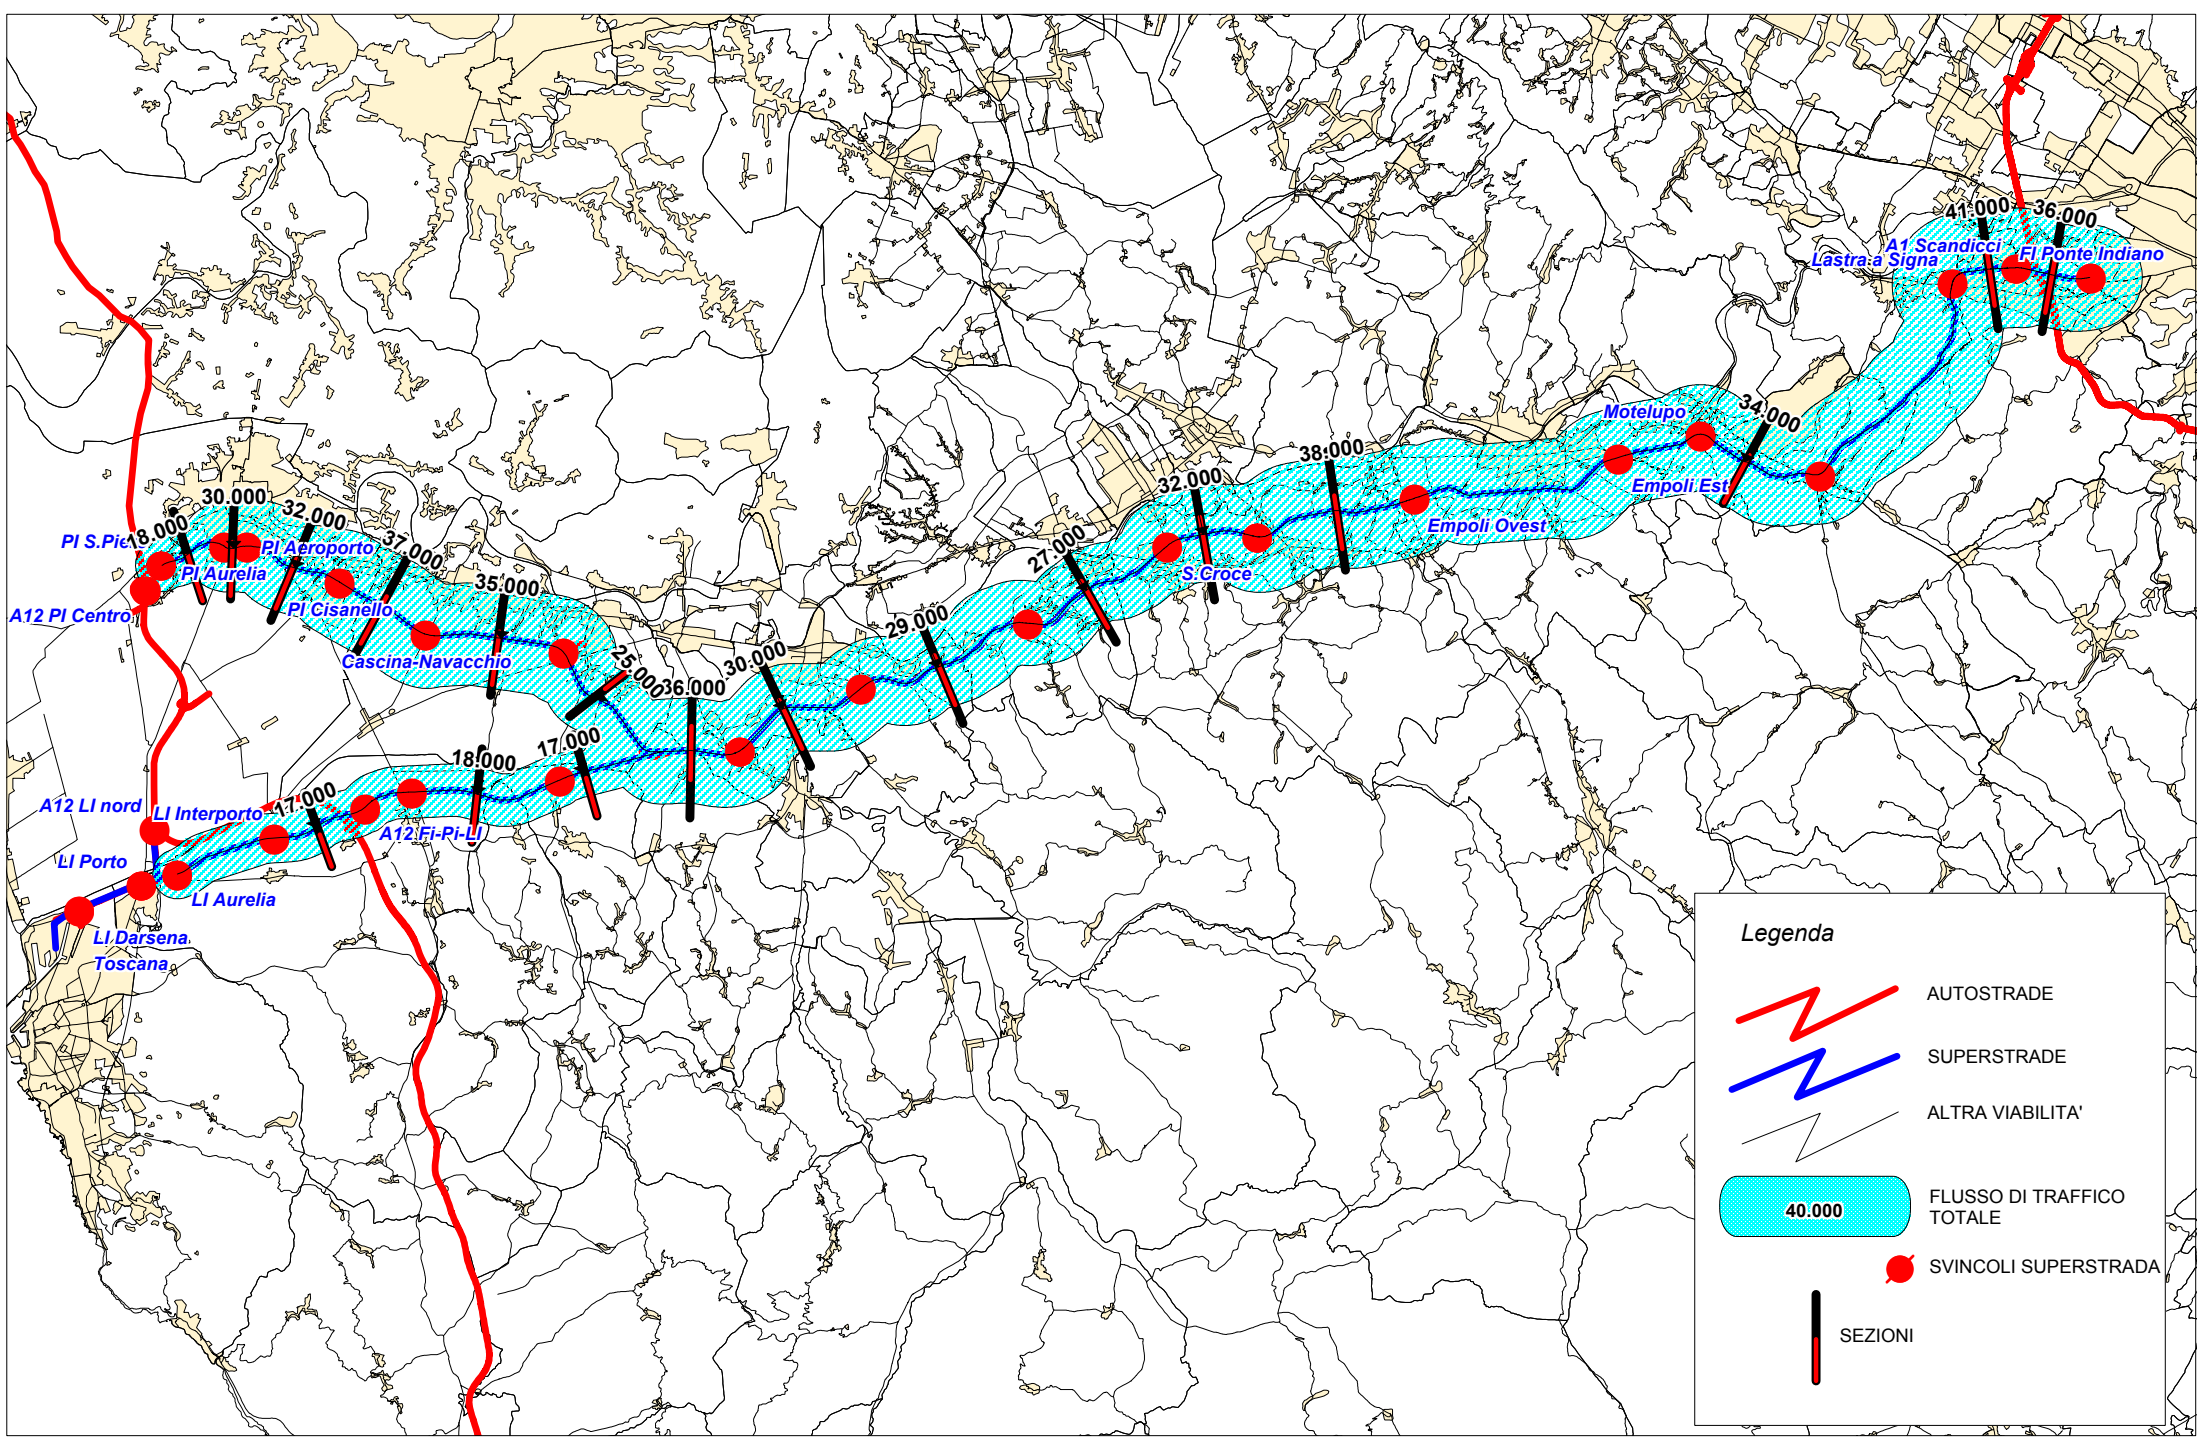 41.000
36.000
A1 Scandicci
Lastra a Signa
FI Ponte Indiano
Motelupo
34.000
38.000
32.000
Empoli Est
Empoli Ovest
30.000
32.000
18.000
PI S.Pie
PI Aeroporto
37.000
27.000
PI Aurelia
S.Croce
35.000
A12 PI Centro
PI Cisanello
29.000
Cascina-Navacchio
30.000
25.000
36.000
17.000
18.000
17.000
A12 LI nord
LI Interporto
A12 Fi-Pi-LI
LI Porto
LI Aurelia
LI Darsena
Toscana
Legenda
AUTOSTRADE
SUPERSTRADE
ALTRA VIABILITA'
40.000
FLUSSO DI TRAFFICO
TOTALE
SVINCOLI SUPERSTRADA
SEZIONI